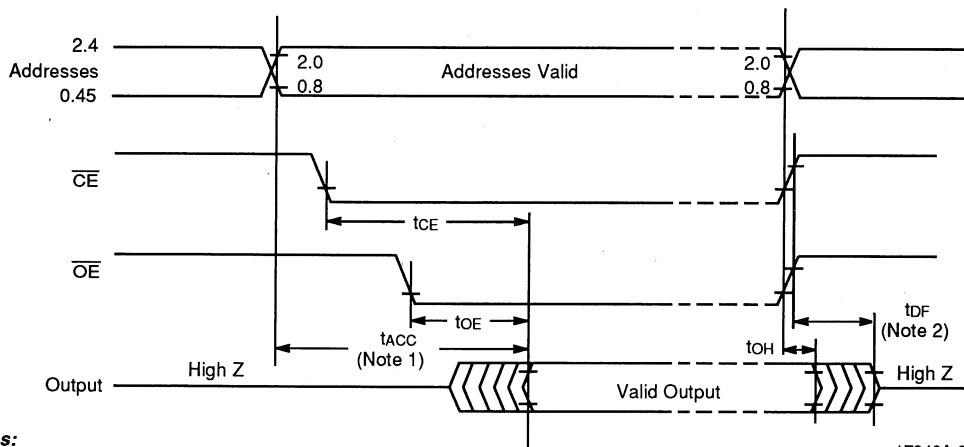 2.4
Addresses
0.45
2.0
0.8
Addresses Valid
2.0
0.8
CE
tCE
OE
tOE
tACC
(Note 1)
tDF
(Note 2)
tOH
Output
High Z
Valid Output
High Z
s: